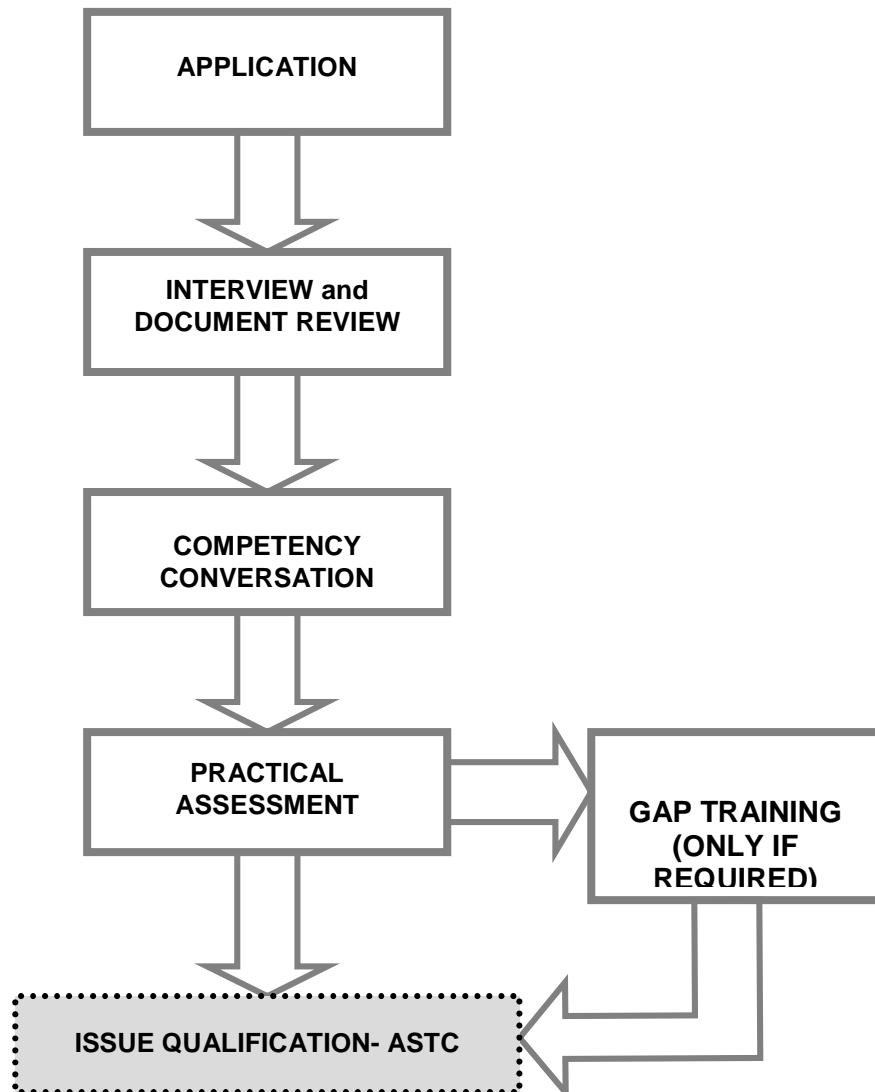 APPLICATION
INTERVIEW and
DOCUMENT REVIEW
COMPETENCY
CONVERSATION
PRACTICAL
ASSESSMENT
GAP TRAINING
(ONLY IF
REQUIRED)
ISSUE QUALIFICATION- ASTC